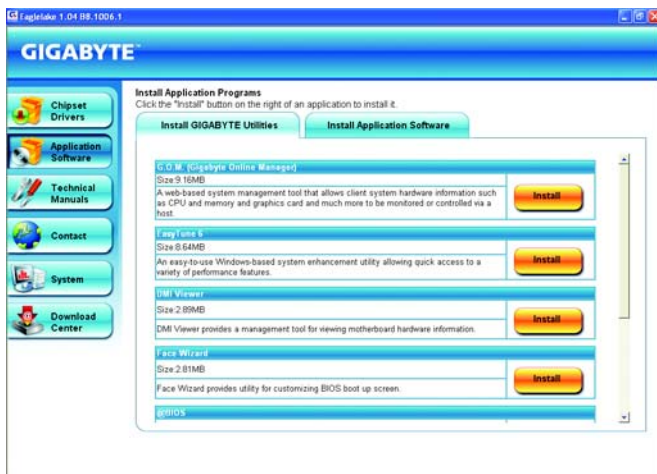 Eaglelake 1.04 B8.1006.1
GIGABYTE™
Chipset
Drivers
Application
Software
Technical
Manuals
Contact
System
Download
Center
Install Application Programs
Click the "Install" button on the right of an application to install it.
Install GIGABYTE Utilities
Install Application Software
G.O.M. (Gigabyte Online Manager)
Size:9.16MB
A web-based system management tool that allows client system hardware information such
as CPU and memory and graphics card and much more to be monitored or controlled via a
host.
Install
EasyTune 6
Size:8.64MB
An easy-to-use Windows-based system enhancement utility allowing quick access to a
variety of performance features.
Install
DMI Viewer
Size:2.89MB
DMI Viewer provides a management tool for viewing motherboard hardware information.
Install
Face Wizard
Size:2.81MB
Face Wizard provides utility for customizing BIOS boot up screen.
Install
@BIOS